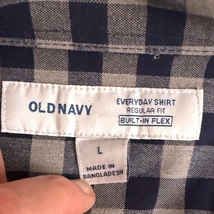 OLD NAVY
EVERYDAY SHIRT
REGULAR FIT
BUILT-IN FLEX
L
MADE IN
BANGLADESH